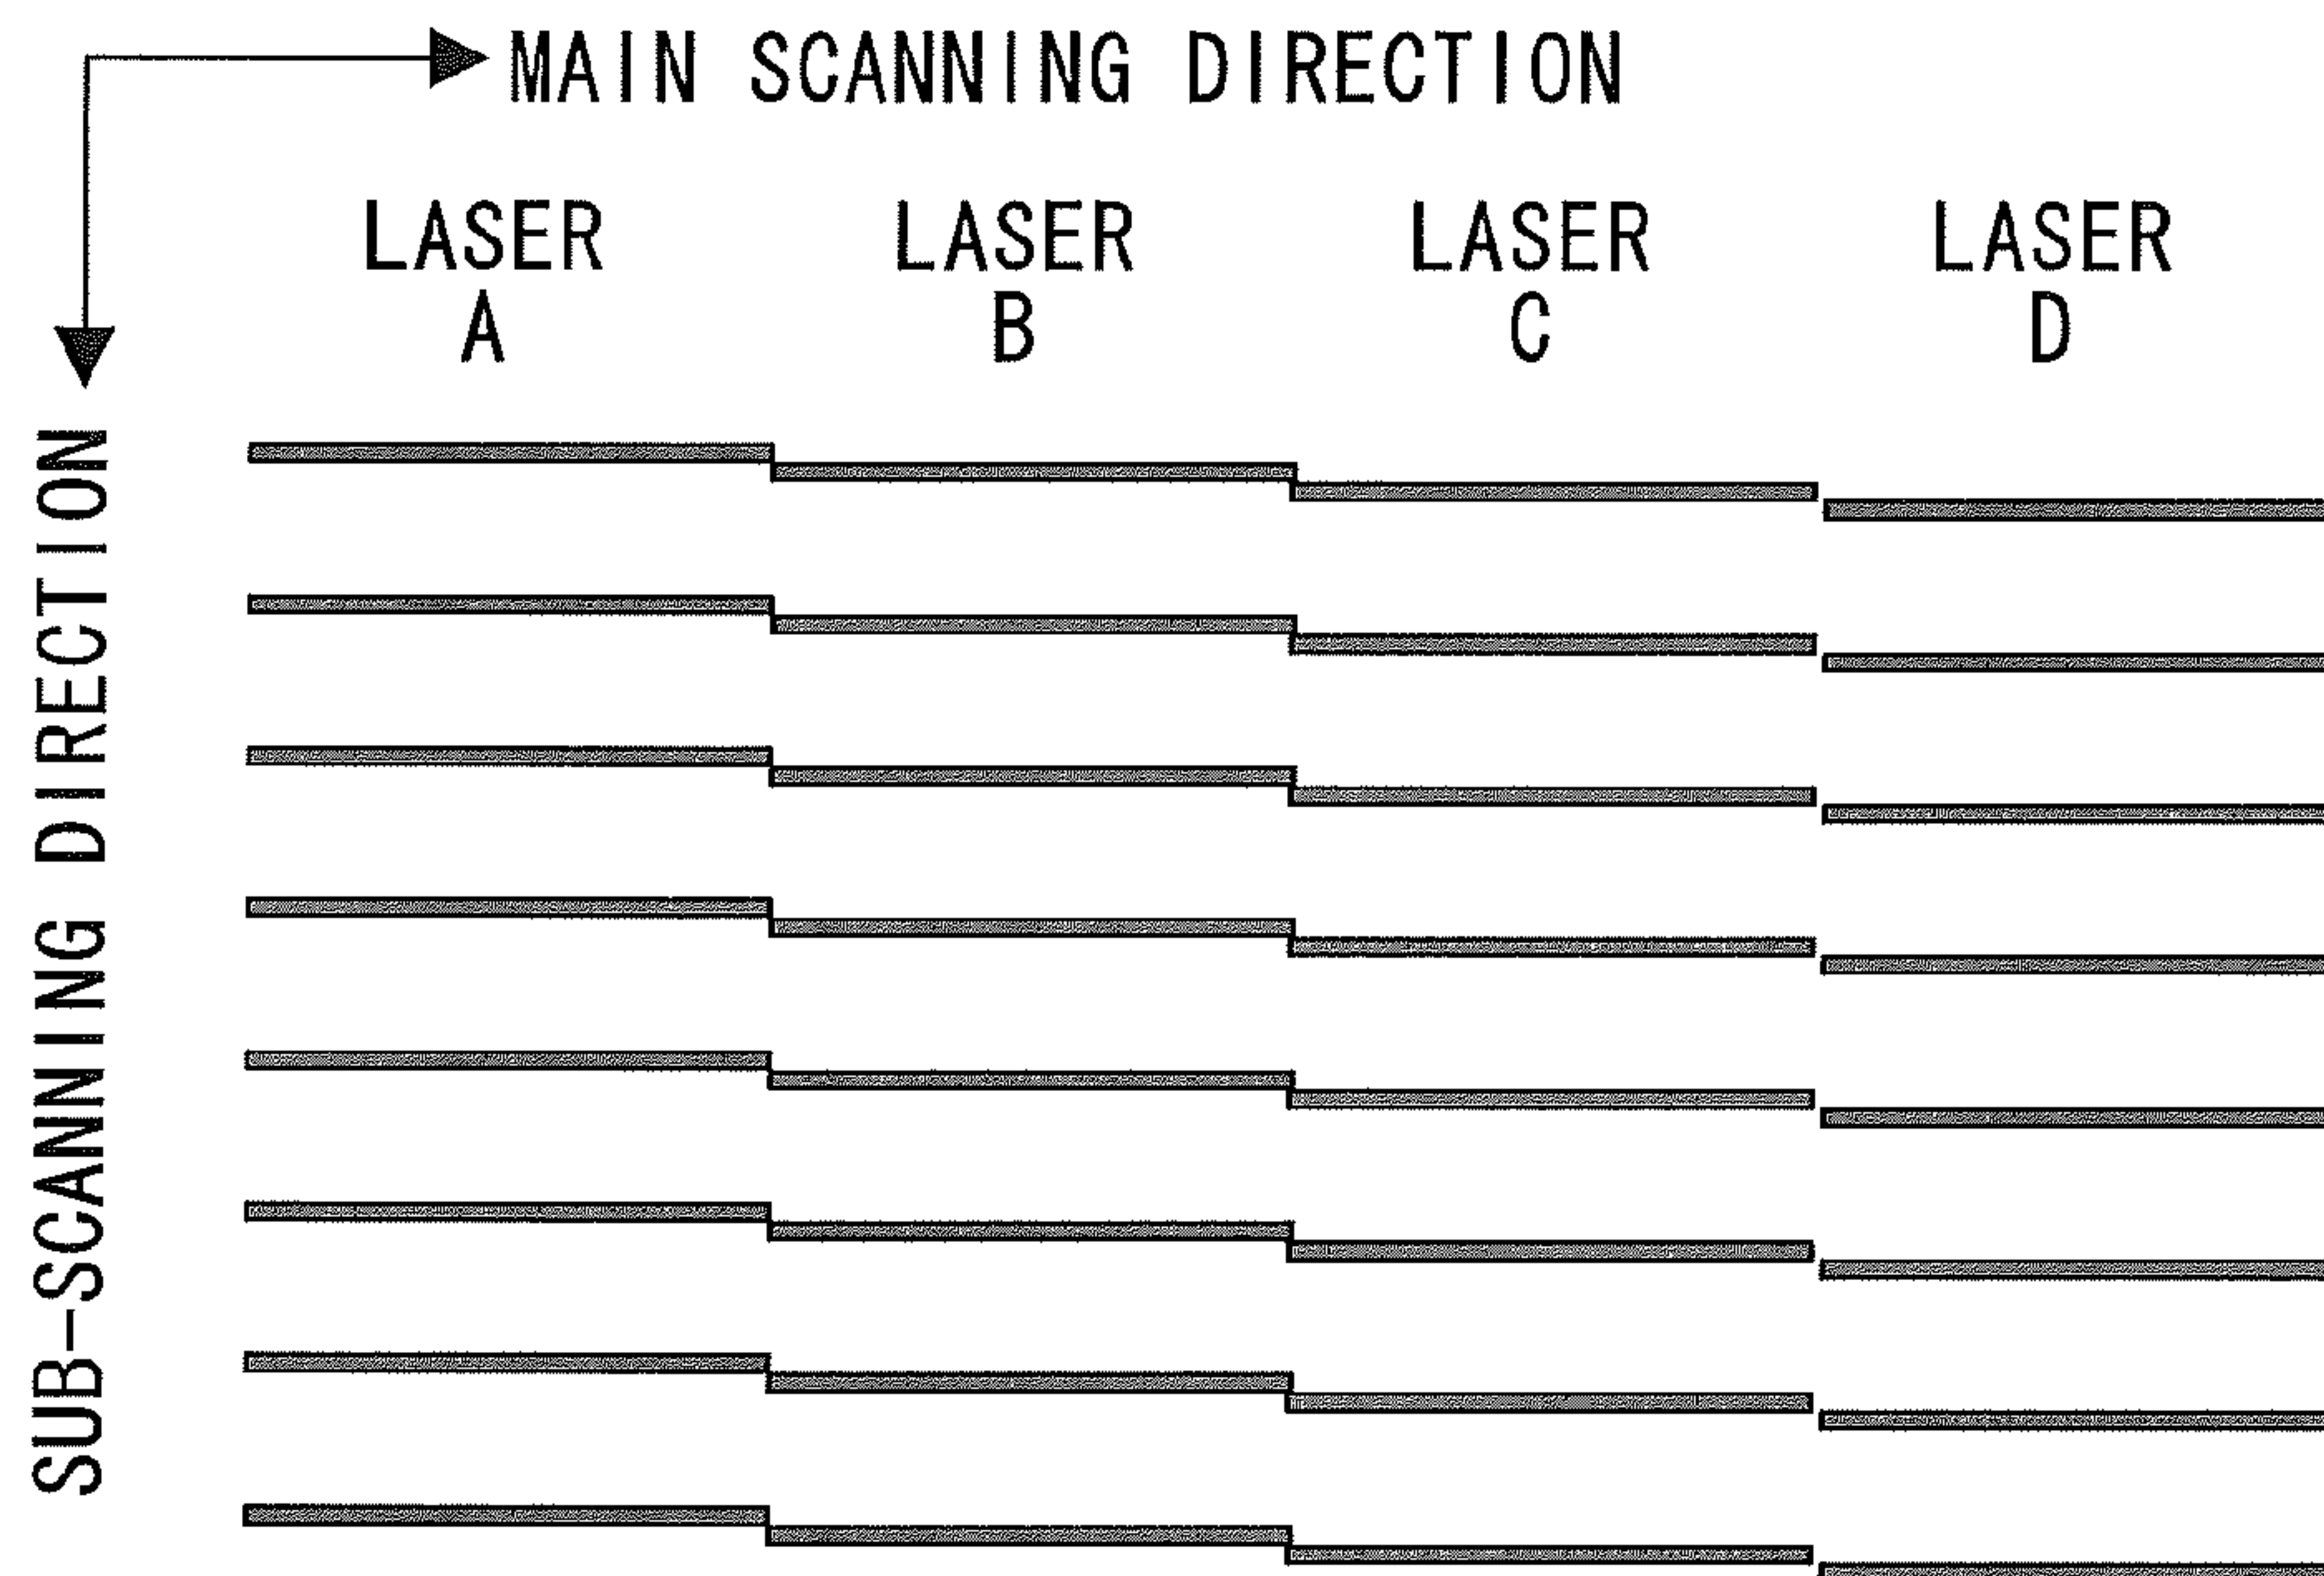 MAIN SCANNING DIRECTION
LASER A
LASER B
LASER C
LASER D
SUB-SCANNING DIRECTION